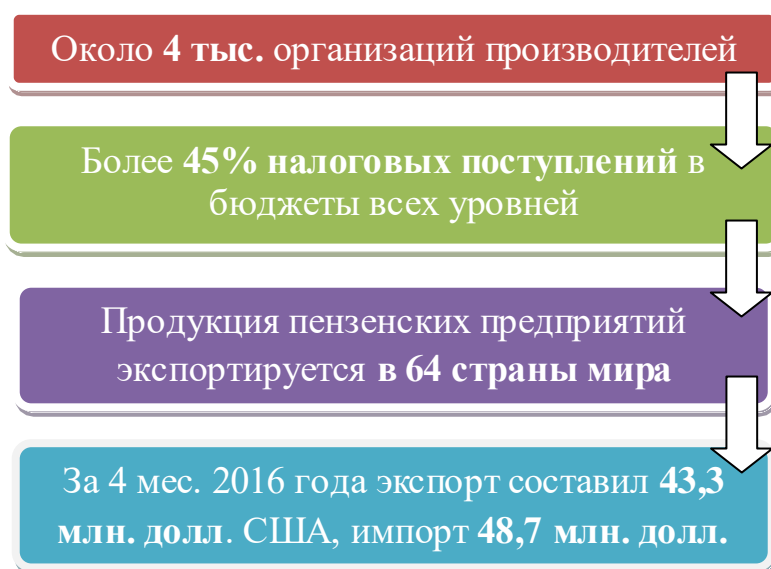 Около 4 тыс. организаций производителей
Более 45% налоговых поступлений в
бюджеты всех уровней
Продукция пензенских предприятий
экспортируется в 64 страны мира
За 4 мес. 2016 года экспорт составил 43,3
млн. долл. США, импорт 48,7 млн. долл.